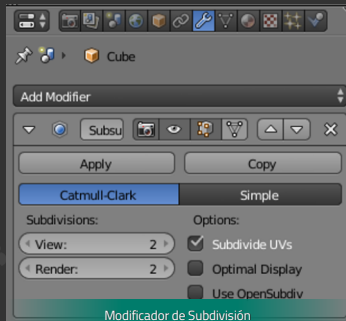 Cube
Add Modifier
Subsu
Apply Copy
Catmull-Clark Simple
Subdivisions: Options:
View: 2 Subdivide UVs
Render: 2 Optimal Display
Use OpenSubdiv
Modificador de Subdivisión